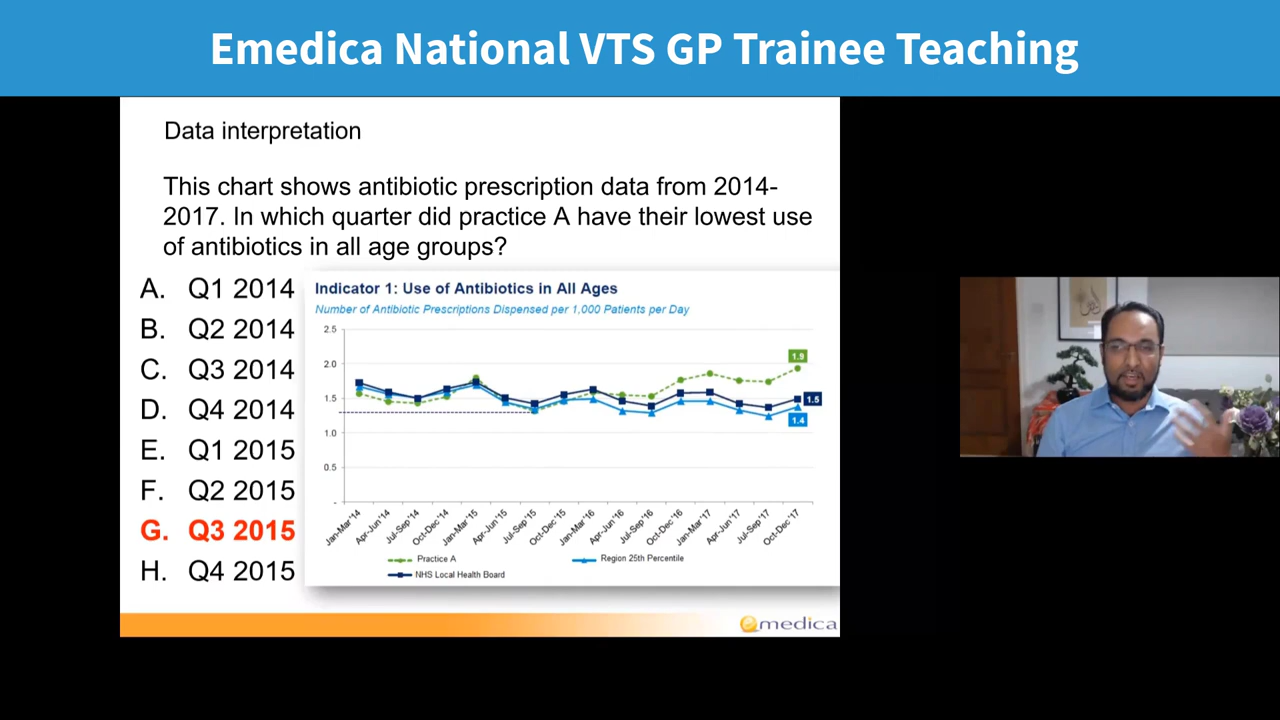 Emedica National VTS GP Trainee Teaching
Data interpretation
This chart shows antibiotic prescription data from 2014-
2017. In which quarter did practice A have their lowest use
of antibiotics in all age groups?
A. Q1 2014
B. Q2 2014
C. Q3 2014
D. Q4 2014
E. Q1 2015
F. Q2 2015
G. Q3 2015
H. Q4 2015
Indicator 1: Use of Antibiotics in All Ages
Number of Antibiotic Prescriptions Dispensed per 1,000 Patients per Day
2.5
2.0
1.5
1.0
0.5
-
1.9
1.5
1.4
Jan-Mar'14
Apr-Jun'14
Jul-Sep'14
Oct-Dec'14
Jan-Mar'15
Apr-Jun'15
Jul-Sep'15
Oct-Dec'15
Jan-Mar'16
Apr-Jun'16
Jul-Sep'16
Oct-Dec'16
Jan-Mar'17
Apr-Jun'17
Jul-Sep'17
Oct-Dec'17
Practice A
Region 25th Percentile
NHS Local Health Board
emedica